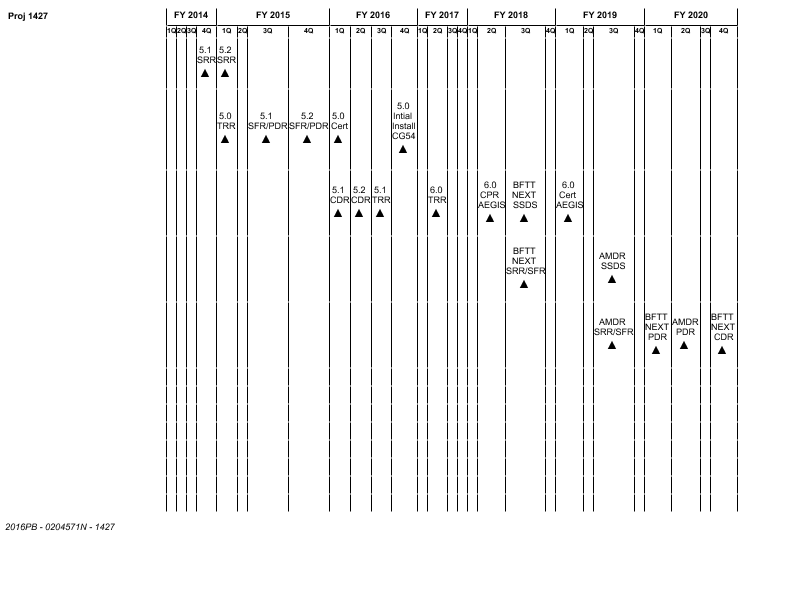 Proj 1427
FY 2014 FY 2015 FY 2016 FY 2017 FY 2018 FY 2019 FY 2020
1Q 2Q 3Q 4Q 1Q 2Q 3Q 4Q 1Q 2Q 3Q 4Q 1Q 2Q 3Q 4Q 1Q 2Q 3Q 4Q 1Q 2Q 3Q 4Q 1Q 2Q 3Q 4Q
5.1 5.2
SRR SRR
5.0
5.0 5.1 5.2 5.0 Intial
TRR SFR/PDR SFR/PDR Cert Install
CG54
6.0 BFTT 6.0
5.1 5.2 5.1 6.0 CPR NEXT Cert
CDR CDR TRR TRR AEGIS SSDS AEGIS
BFTT
NEXT AMDR
SRR/SFR SSDS
BFTT BFTT
AMDR NEXT AMDR NEXT
SRR/SFR PDR PDR CDR
2016PB - 0204571N - 1427